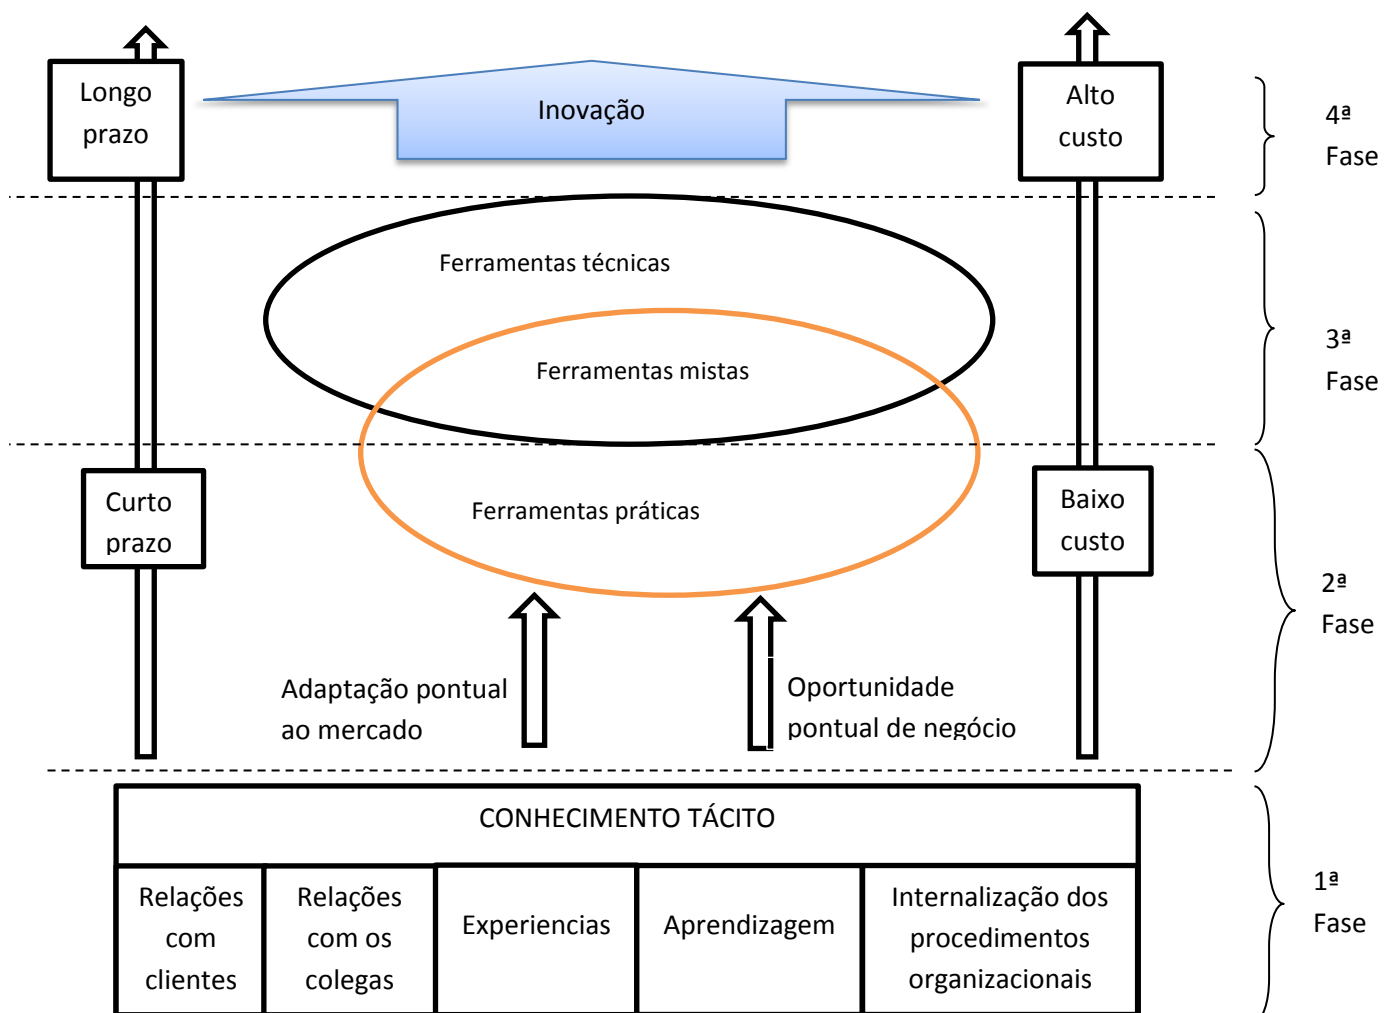 Longo
prazo
Inovação
Alto
custo
4ª
Fase
Ferramentas técnicas
Ferramentas mistas
3ª
Fase
Curto
prazo
Ferramentas práticas
Baixo
custo
2ª
Fase
Adaptação pontual
ao mercado
Oportunidade
pontual de negócio
CONHECIMENTO TÁCITO
Relações
com
clientes
Relações
com os
colegas
Experiencias
Aprendizagem
Internalização dos
procedimentos
organizacionais
1ª
Fase